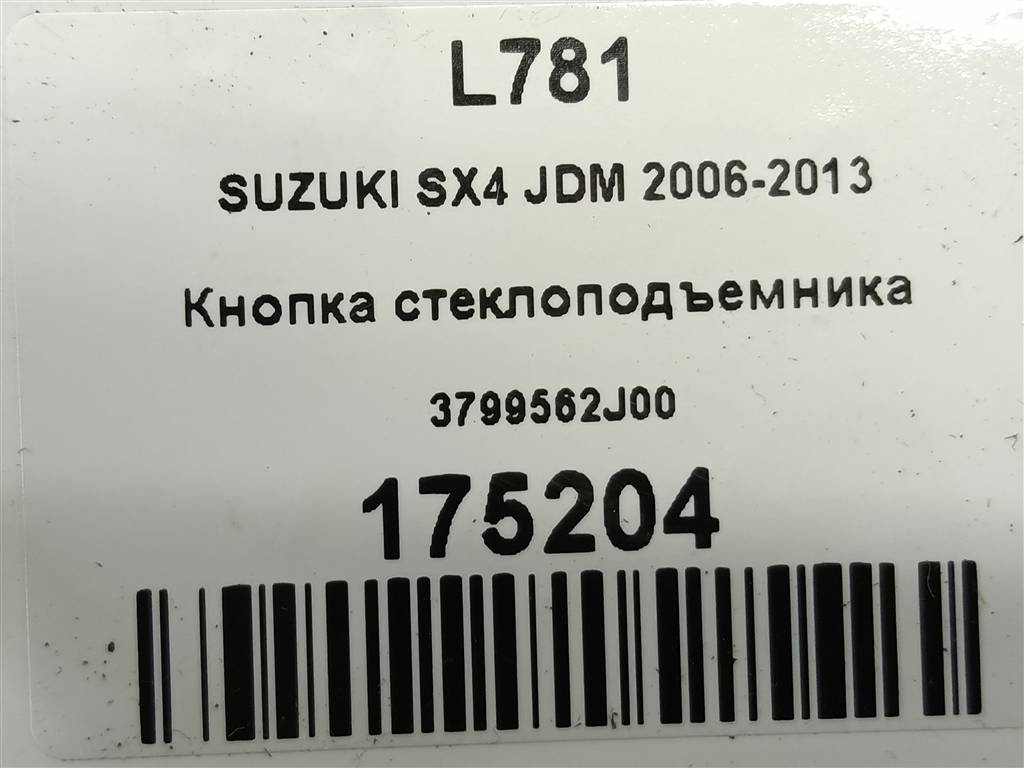 L781
SUZUKI SX4 JDM 2006-2013
Кнопка стеклоподъемника
3799562J00
175204